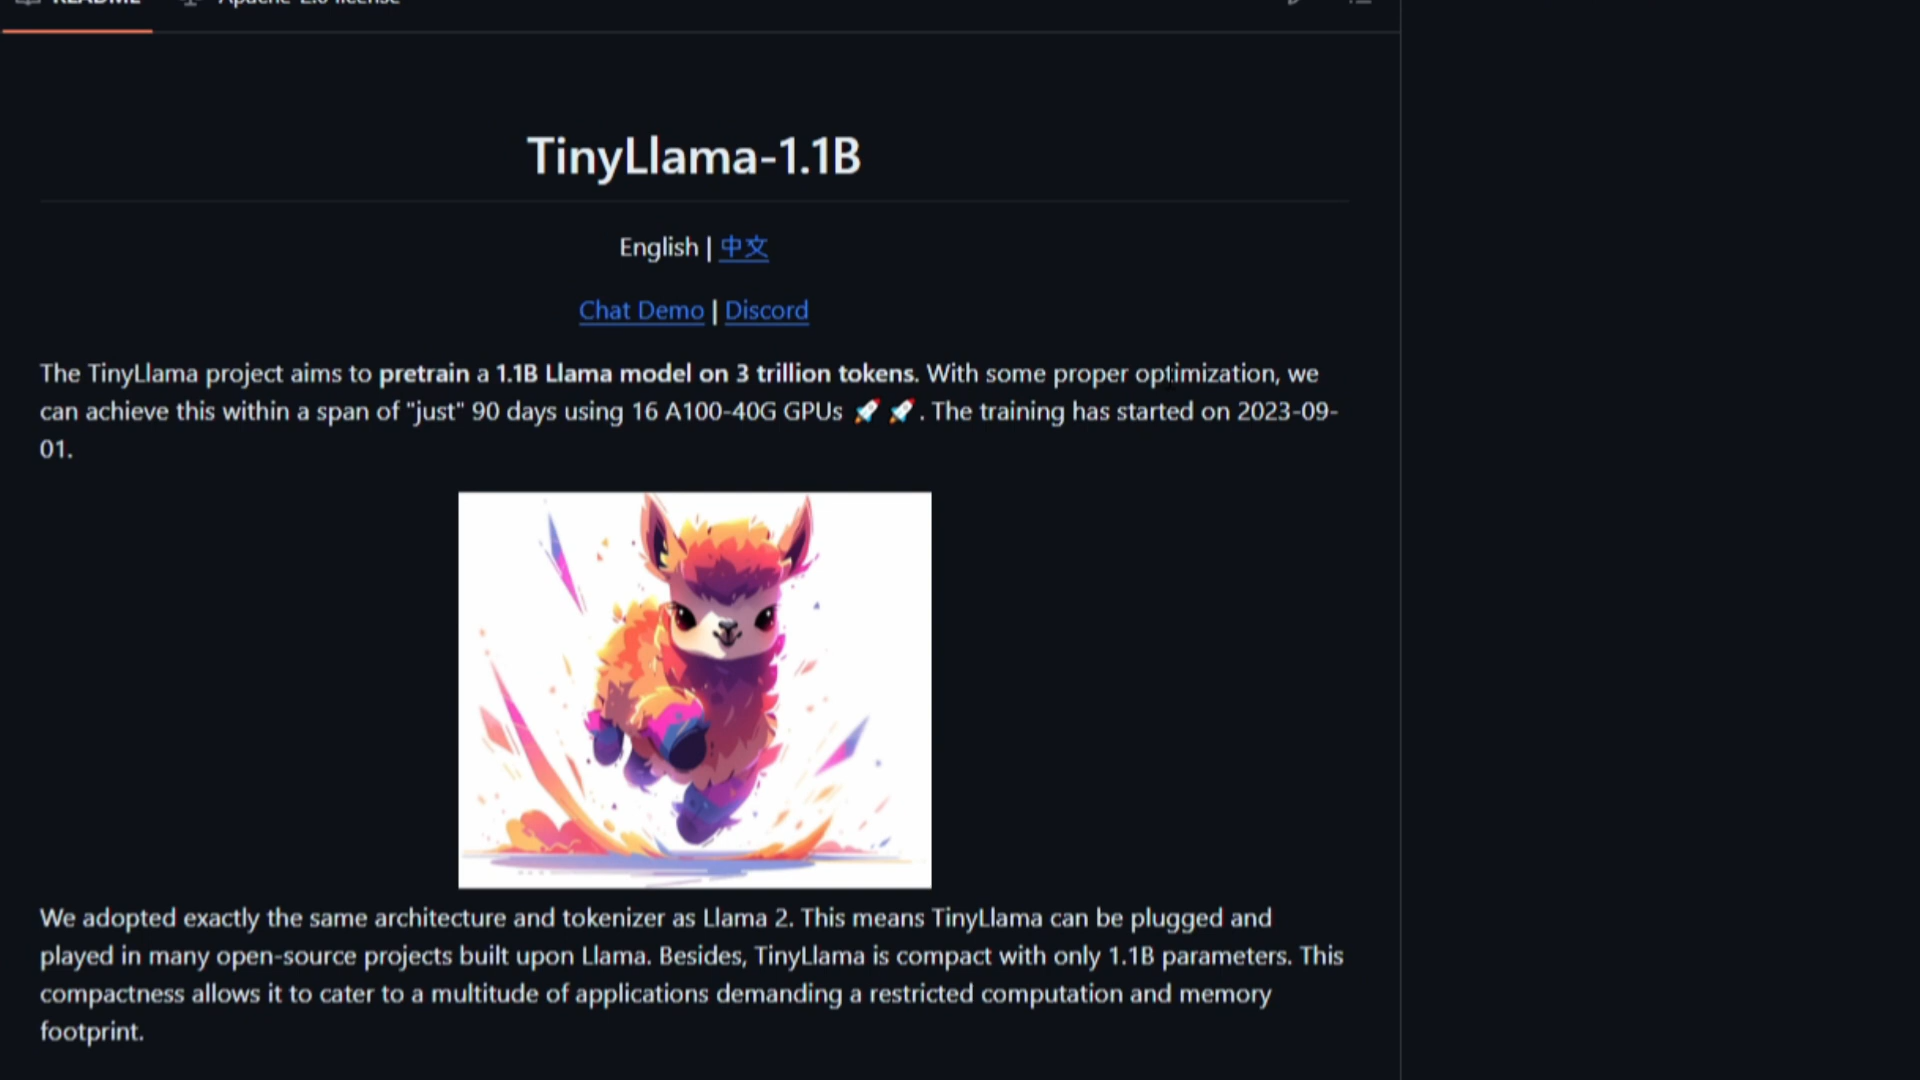 README Apache-2.0 license
TinyLlama-1.1B
English | 中文
Chat Demo | Discord
The TinyLlama project aims to pretrain a 1.1B Llama model on 3 trillion tokens. With some proper optimization, we
can achieve this within a span of "just" 90 days using 16 A100-40G GPUs 🚀🚀. The training has started on 2023-09-
01.
We adopted exactly the same architecture and tokenizer as Llama 2. This means TinyLlama can be plugged and
played in many open-source projects built upon Llama. Besides, TinyLlama is compact with only 1.1B parameters. This
compactness allows it to cater to a multitude of applications demanding a restricted computation and memory
footprint.